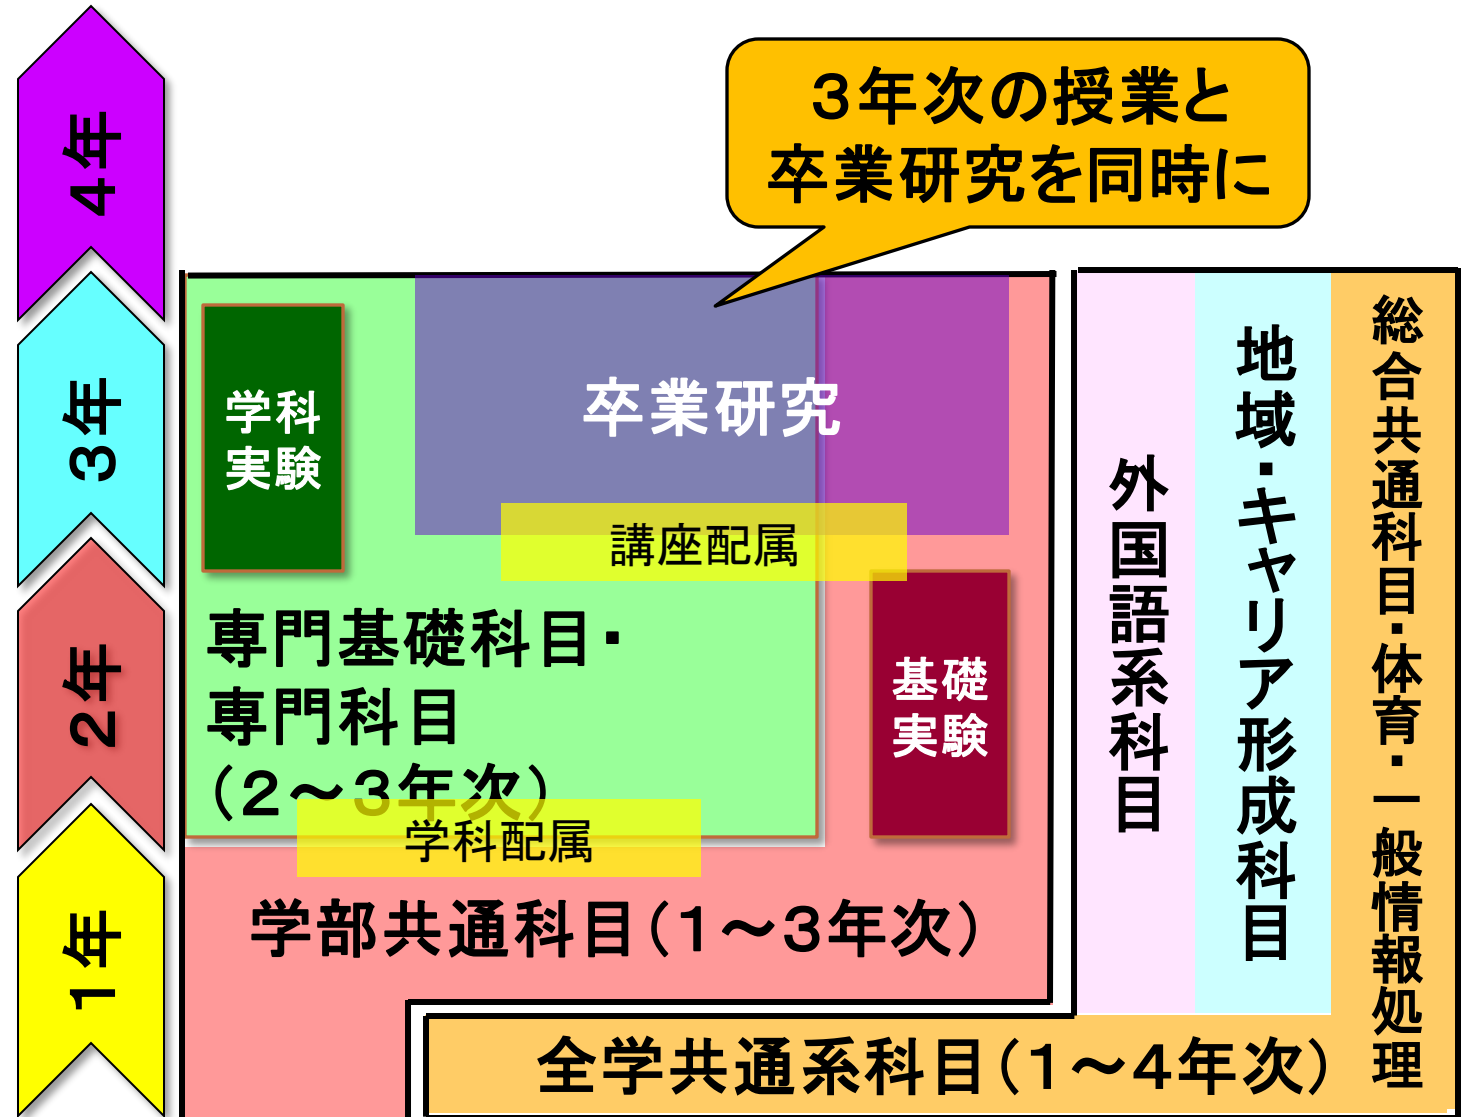 4年
3年
2年
1年
３年次の授業と
卒業研究を同時に
学科
実験
卒業研究
講座配属
専門基礎科目・
専門科目
（２～３年次）
学科配属
基礎
実験
学部共通科目（１～３年次）
外国語系科目
地域・キャリア形成科目
総合共通科目・体育・一般情報処理
全学共通系科目（１～４年次）